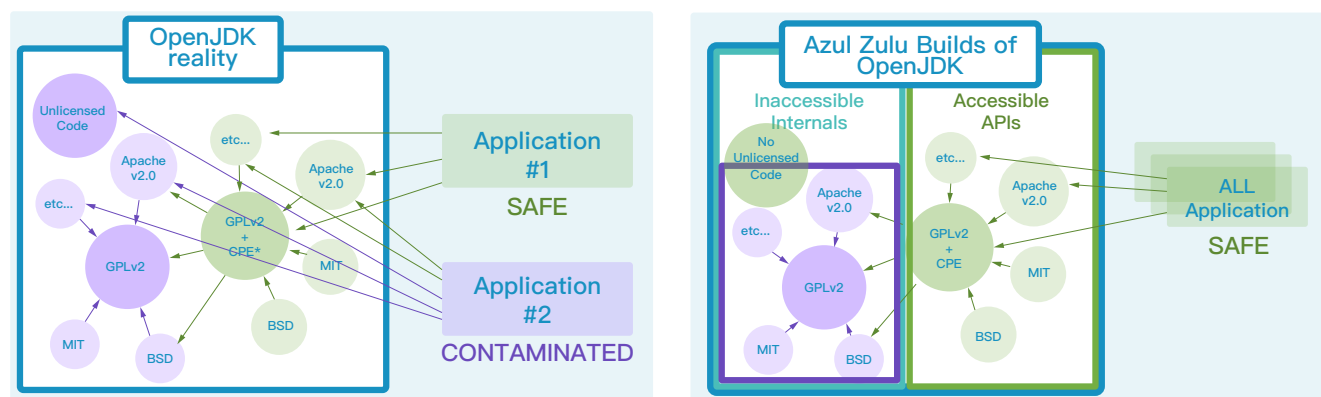 OpenJDK
reality
Unlicensed
Code
etc...
Apache
v2.0
Apache
v2.0
etc...
GPLv2
+
CPE*
GPLv2
MIT
BSD
MIT
BSD
Application
#1
SAFE
Application
#2
CONTAMINATED
Azul Zulu Builds of
OpenJDK
Inaccessible
Internals
Accessible
APIs
No
Unlicensed
Code
Apache
v2.0
etc...
GPLv2
MIT
BSD
etc...
Apache
v2.0
GPLv2
+
CPE
MIT
BSD
ALL
Application
SAFE